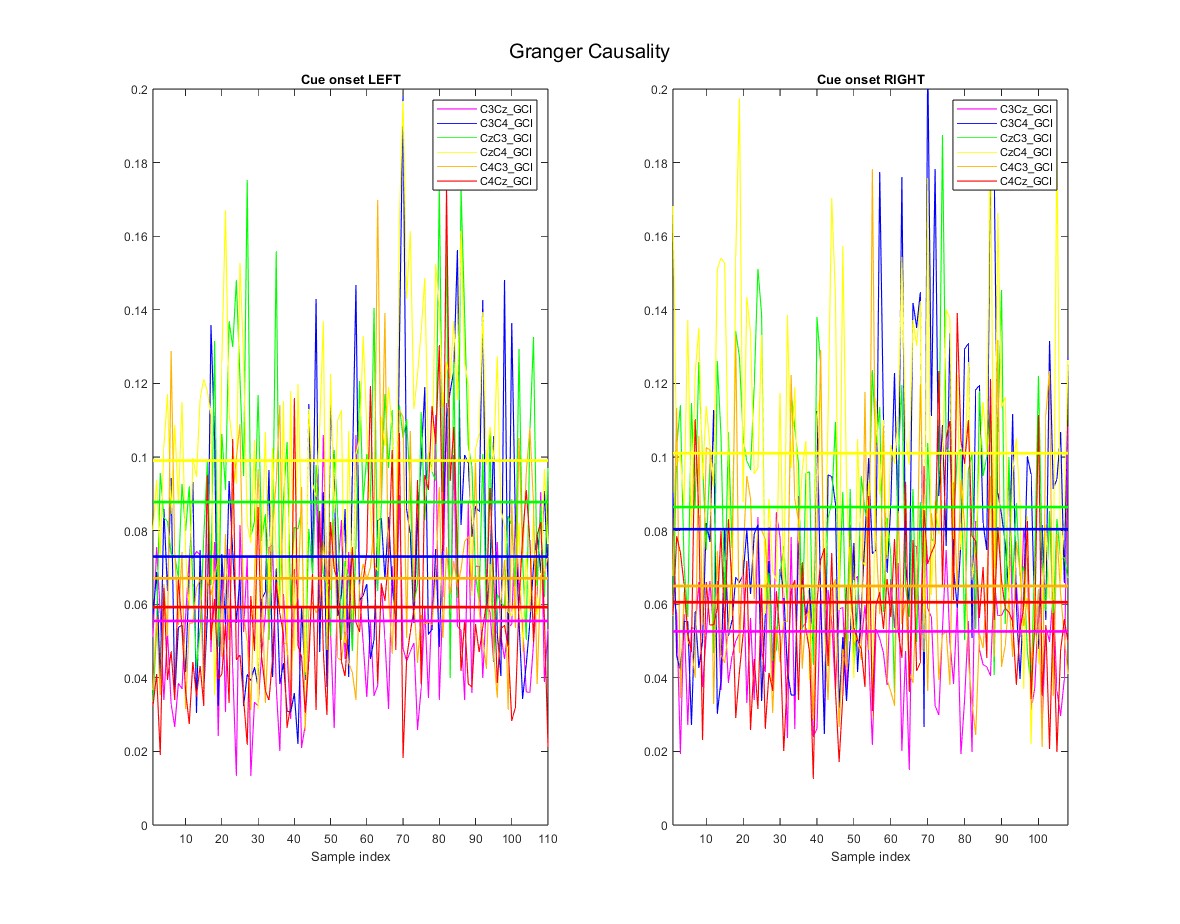 Granger Causality
Cue onset LEFT
0.2
0.18
0.16
0.14
0.12
0.1
0.08
0.06
0.04
0.02
0
10 20 30 40 50 60 70 80 90 100 110
Sample index
C3Cz_GCI
C3C4_GCI
CzC3_GCI
CzC4_GCI
C4C3_GCI
C4Cz_GCI
Cue onset RIGHT
0.2
0.18
0.16
0.14
0.12
0.1
0.08
0.06
0.04
0.02
0
10 20 30 40 50 60 70 80 90 100
Sample index
C3Cz_GCI
C3C4_GCI
CzC3_GCI
CzC4_GCI
C4C3_GCI
C4Cz_GCI